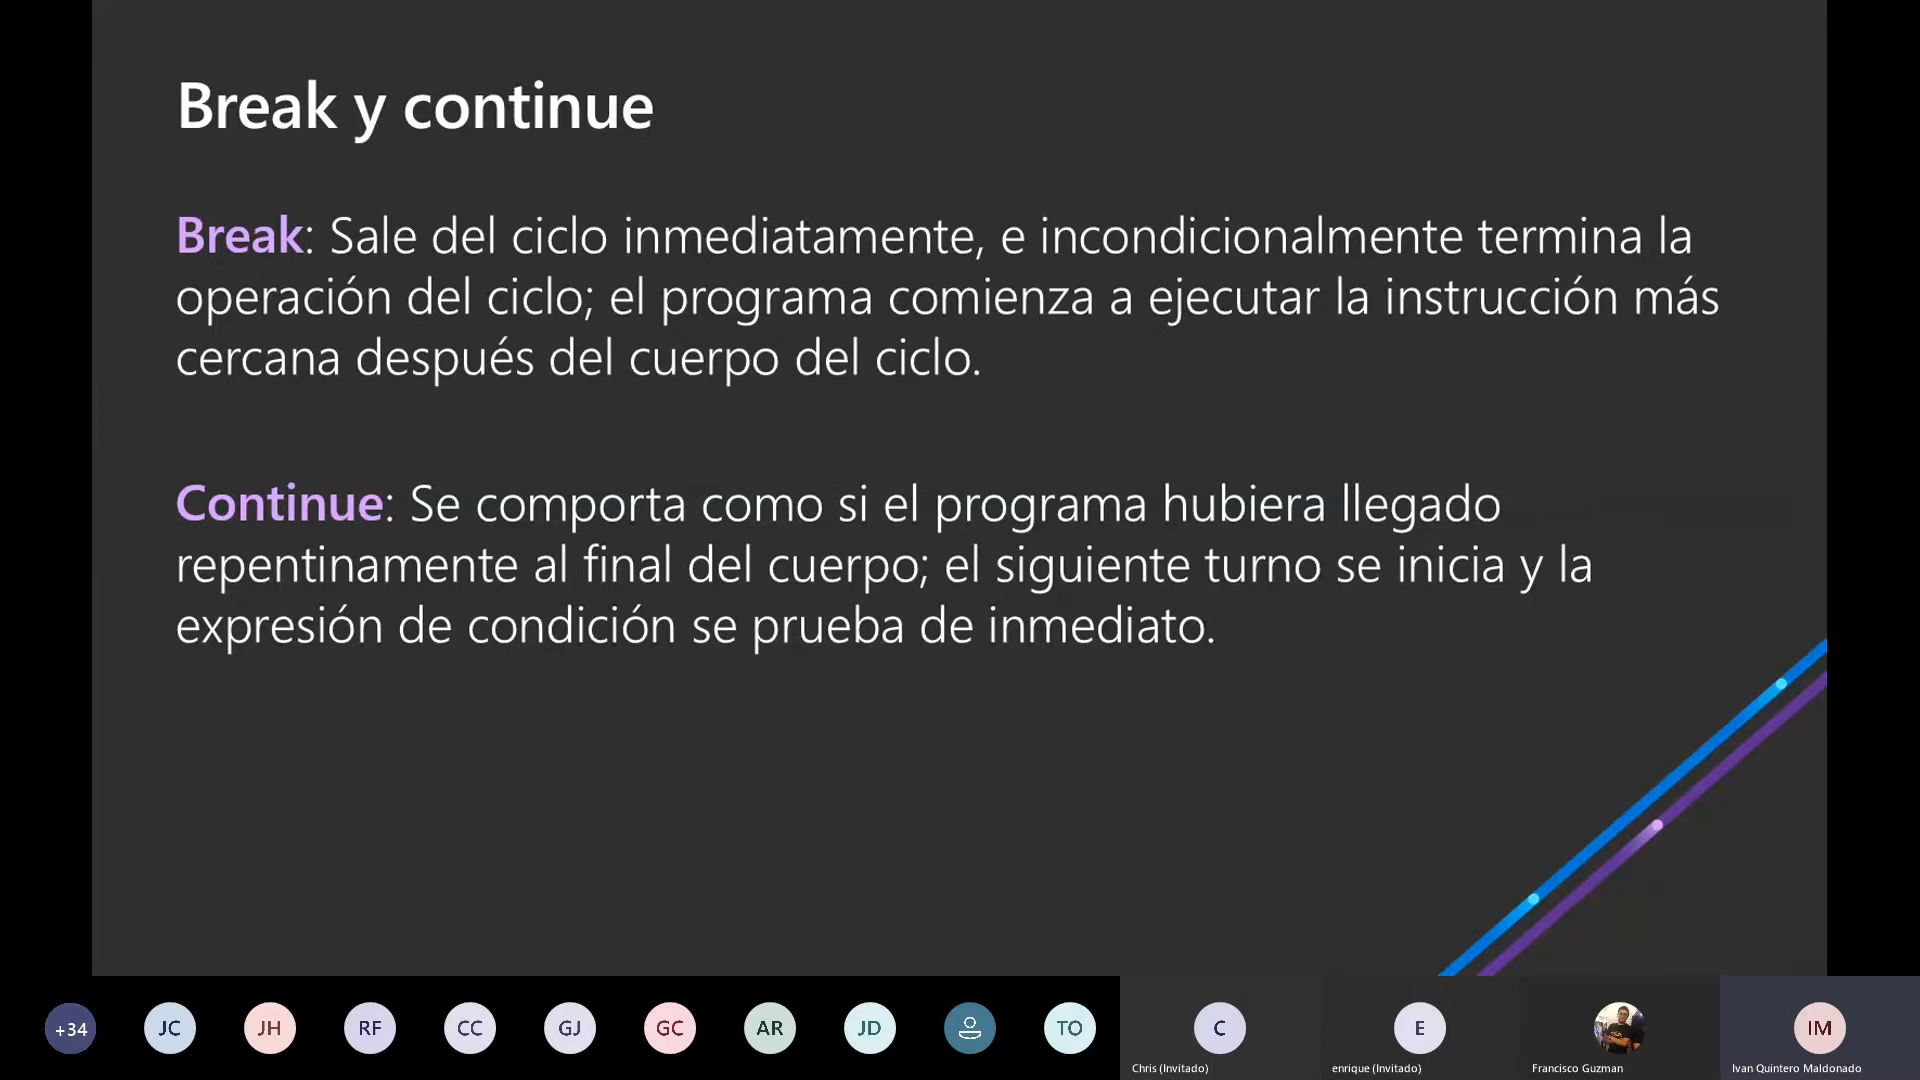 Break y continue
Break: Sale del ciclo inmediatamente, e incondicionalmente termina la
operación del ciclo; el programa comienza a ejecutar la instrucción más
cercana después del cuerpo del ciclo.
Continue: Se comporta como si el programa hubiera llegado
repentinamente al final del cuerpo; el siguiente turno se inicia y la
expresión de condición se prueba de inmediato.
+34 JC JH RF CC GJ GC AR JD TO C E IM
Chris (Invitado) enrique (Invitado) Francisco Guzman Ivan Quintero Maldonado